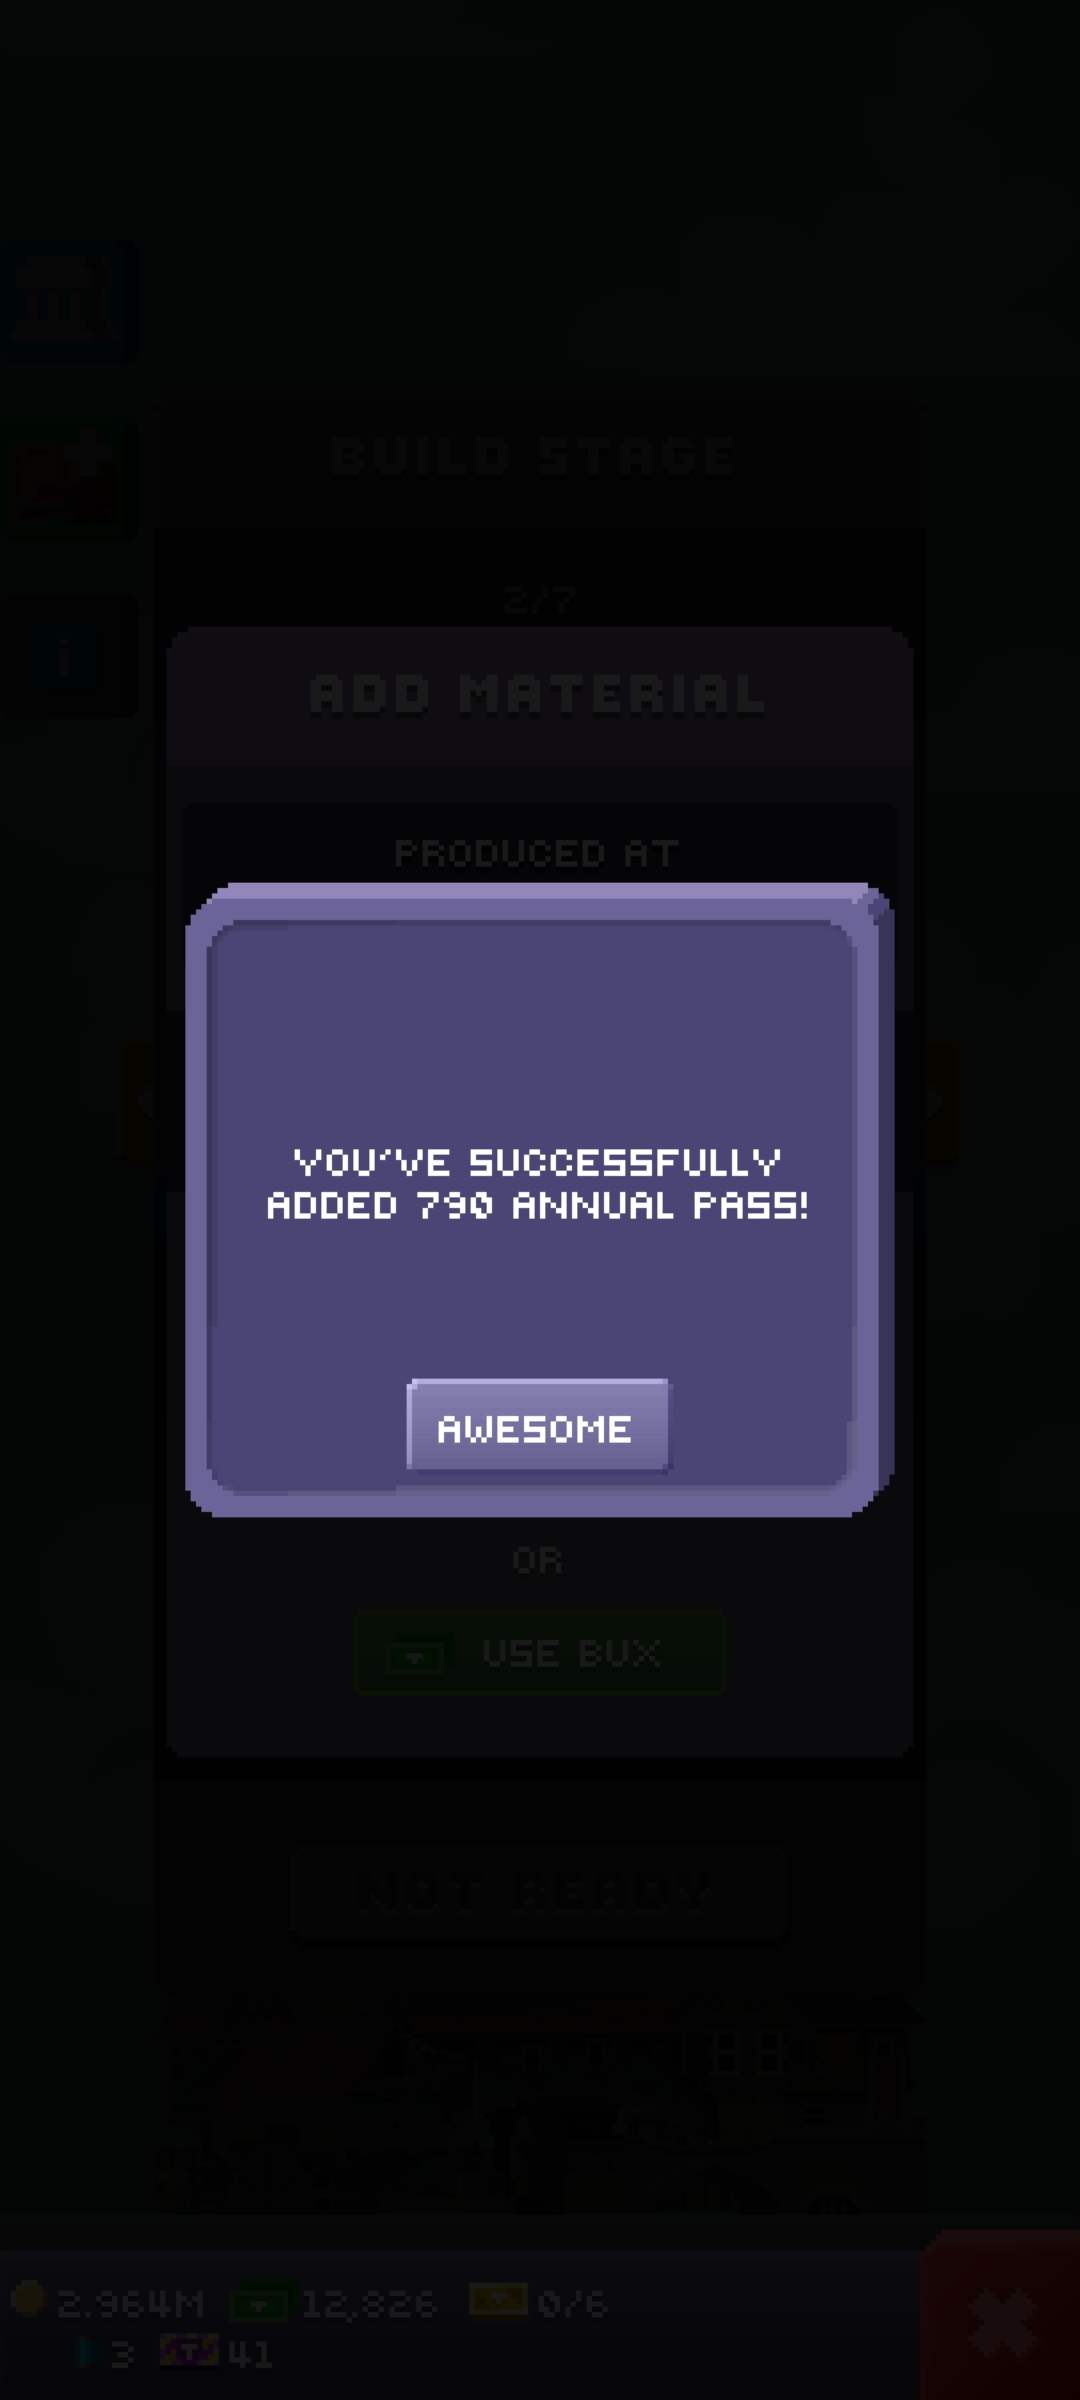 BUILD STAGE
2/7
ADD MATERIAL
PRODUCED AT
YOU'VE SUCCESSFULLY
ADDED 790 ANNUAL PASS!
AWESOME
OR
USE BUX
NOT READY
2.964M 12,826 0/6
3 41